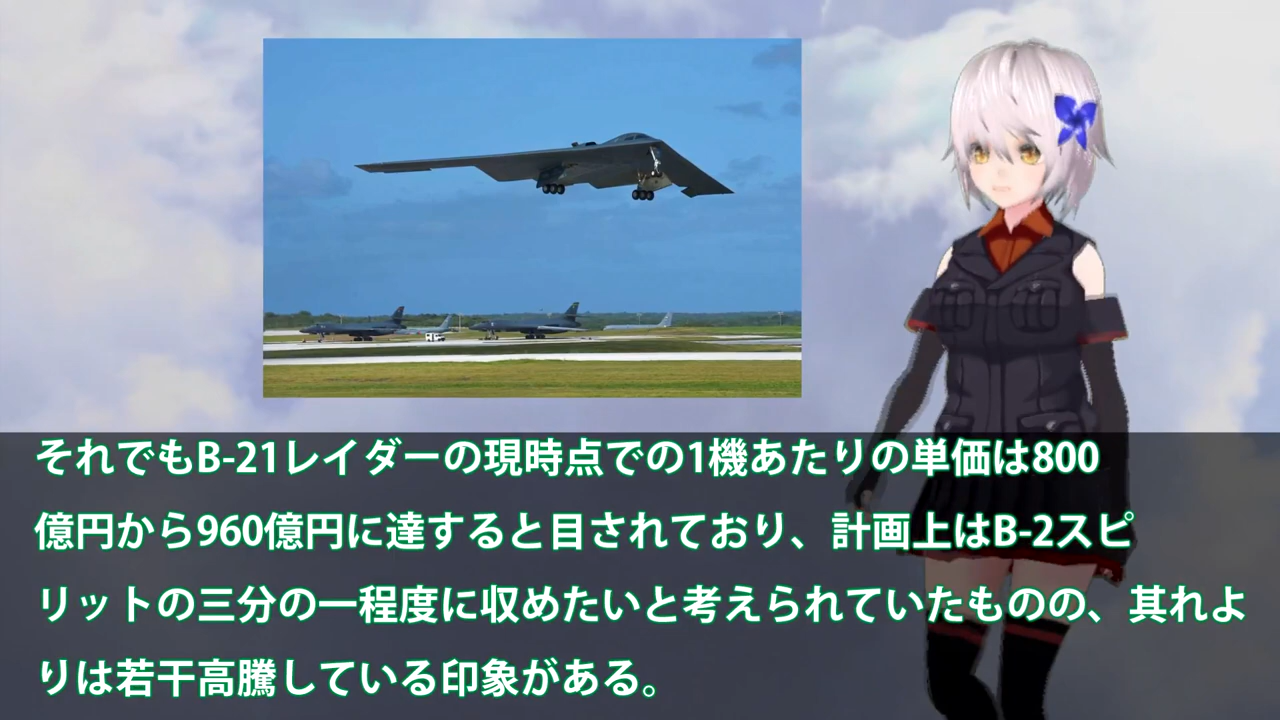 それでもB-21レイダーの現時点での1機あたりの単価は800
億円から960億円に達すると目されており、計画上はB-2スピ
リットの三分の一程度に収めたいと考えられていたものの、其れよ
りは若干高騰している印象がある。